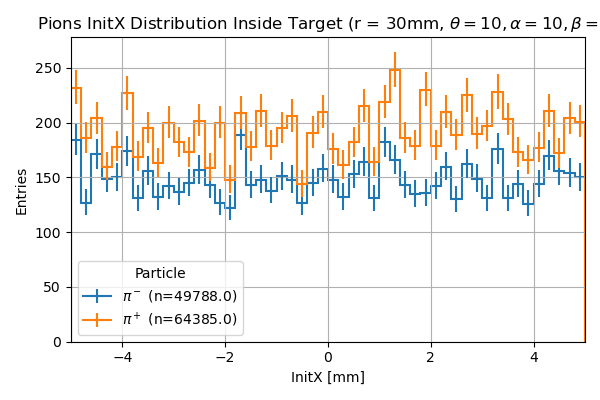 Pions InitX Distribution Inside Target (r = 30mm, θ = 10, α = 10, β =
Entries
250
200
150
100
50
0
Particle
π⁻ (n=49788.0)
π⁺ (n=64385.0)
−4
−2
0
2
4
InitX [mm]